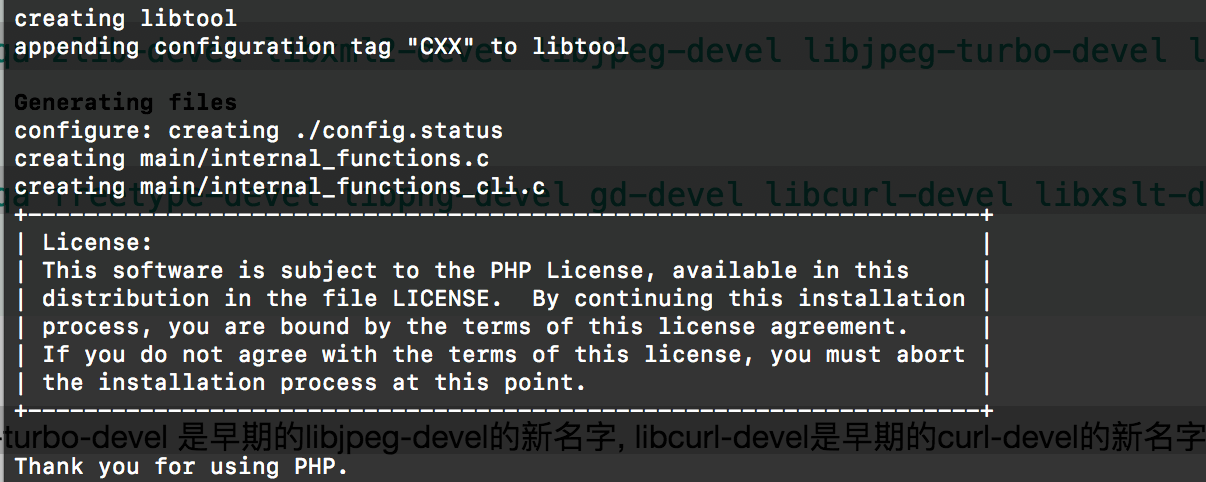 creating libtool
appending configuration tag "CXX" to libtool
qa zlib-devel libxml2-devel libjpeg-devel libjpeg-turbo-devel l
Generating files
configure: creating ./config.status
creating main/internal_functions.c
creating main/internal_functions_cli.c
qa freetype-devel libpng-devel gd-devel libcurl-devel libxslt-d
+--------------------------------------------------------------------+
| License:                                                           |
| This software is subject to the PHP License, available in this     |
| distribution in the file LICENSE.  By continuing this installation |
| process, you are bound by the terms of this license agreement.     |
| If you do not agree with the terms of this license, you must abort |
| the installation process at this point.                            |
+--------------------------------------------------------------------+
-turbo-devel 是早期的libjpeg-devel的新名字, libcurl-devel是早期的curl-devel的新名字
Thank you for using PHP.